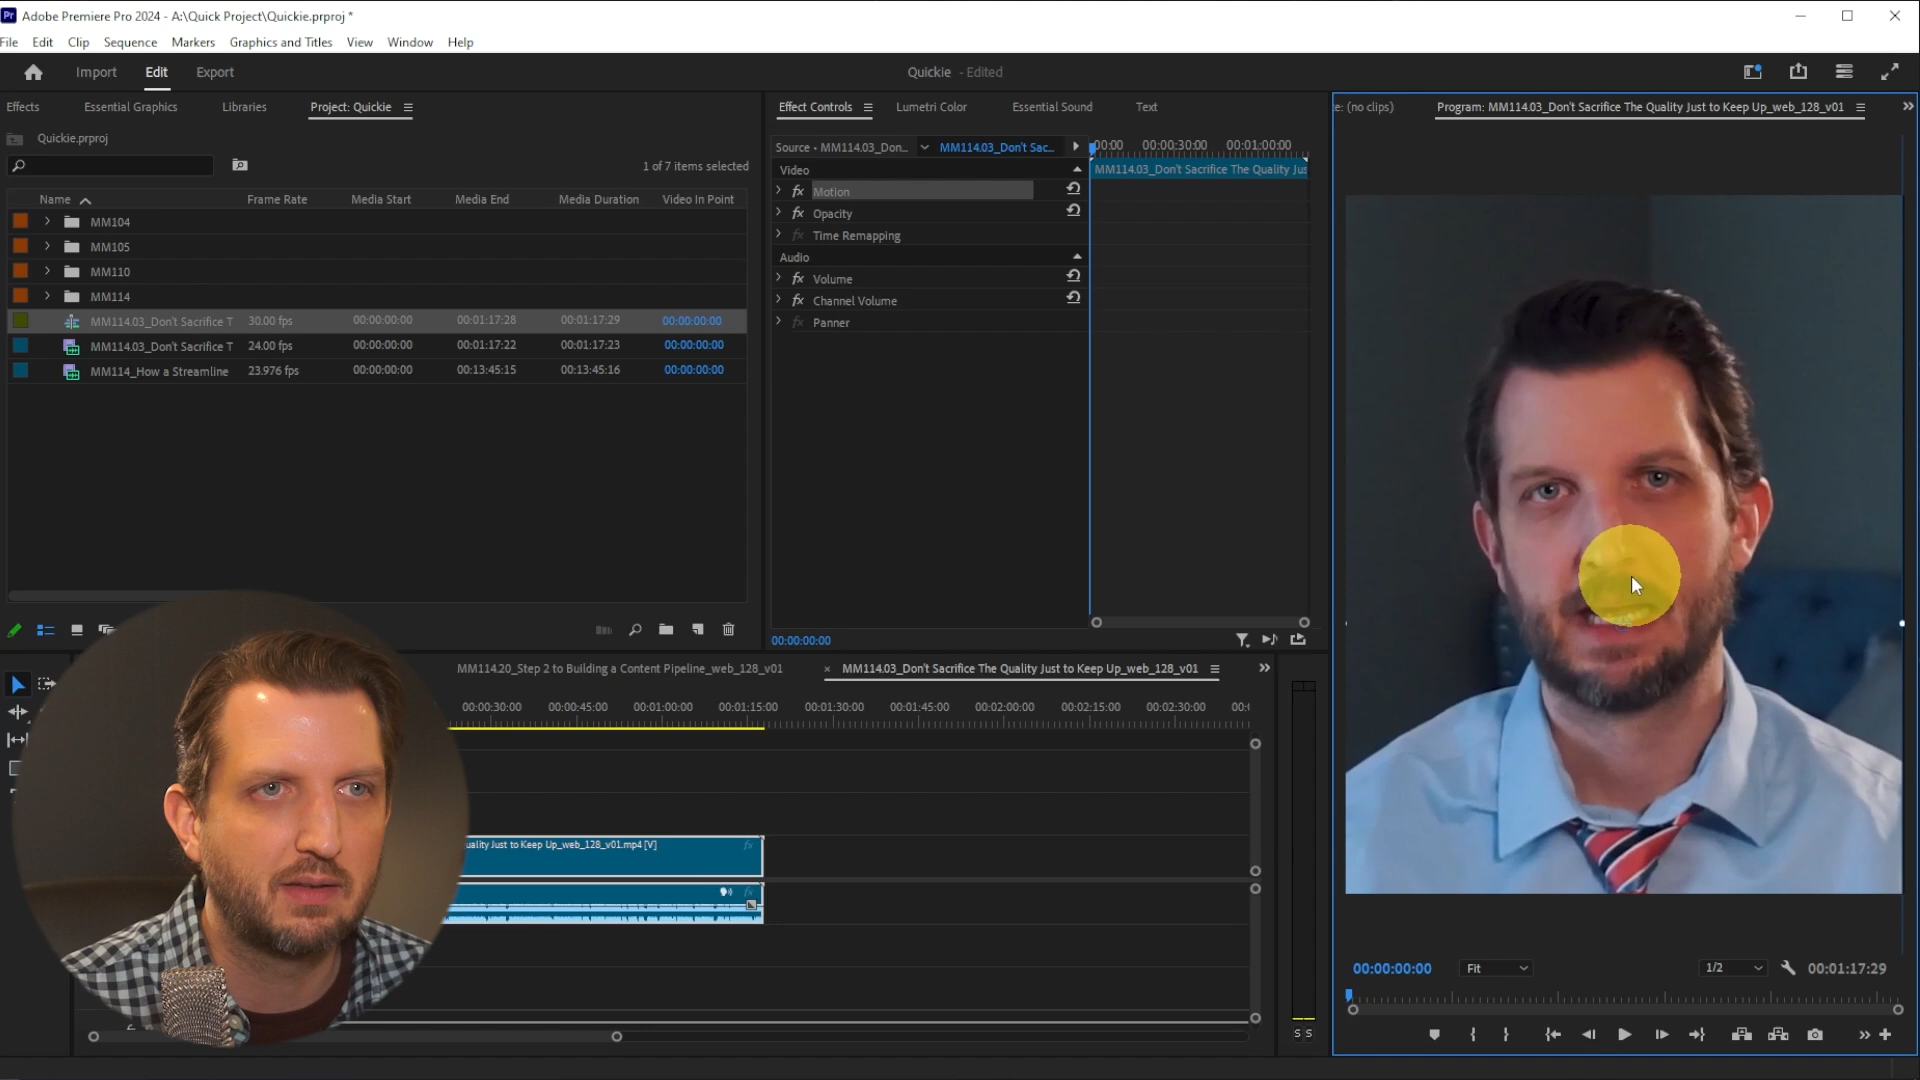 Adobe Premiere Pro 2024 - A:\Quick Project\Quickie.prproj *
File Edit Clip Sequence Markers Graphics and Titles View Window Help
Import Edit Export
Quickie - Edited
Effects Essential Graphics Libraries Project: Quickie
Quickie.prproj
1 of 7 items selected
Name Frame Rate Media Start Media End Media Duration Video In Point
MM104
MM105
MM110
MM114
MM114.03_Don't Sacrifice T 30.00 fps 00:00:00:00 00:01:17:28 00:01:17:29 00:00:00:00
MM114.03_Don't Sacrifice T 24.00 fps 00:00:00:00 00:01:17:22 00:01:17:23 00:00:00:00
MM114_How a Streamline 23.976 fps 00:00:00:00 00:13:45:15 00:13:45:16 00:00:00:00
Effect Controls Lumetri Color Essential Sound Text
Source • MM114.03_Don... MM114.03_Don't Sac... 00:00 00:00:30:00 00:01:00:00
Video MM114.03_Don't Sacrifice The Quality Jus
fx Motion
fx Opacity
fx Time Remapping
Audio
fx Volume
fx Channel Volume
fx Panner
00:00:00:00
e: (no clips) Program: MM114.03_Don't Sacrifice The Quality Just to Keep Up_web_128_v01
00:00:00:00 Fit 1/2 00:01:17:29
MM114.20_Step 2 to Building a Content Pipeline_web_128_v01 × MM114.03_Don't Sacrifice The Quality Just to Keep Up_web_128_v01
00:00:30:00 00:00:45:00 00:01:00:00 00:01:15:00 00:01:30:00 00:01:45:00 00:02:00:00 00:02:15:00 00:02:30:00 00:
uality Just to Keep Up_web_128_v01.mp4 [V] fx
fx
S S